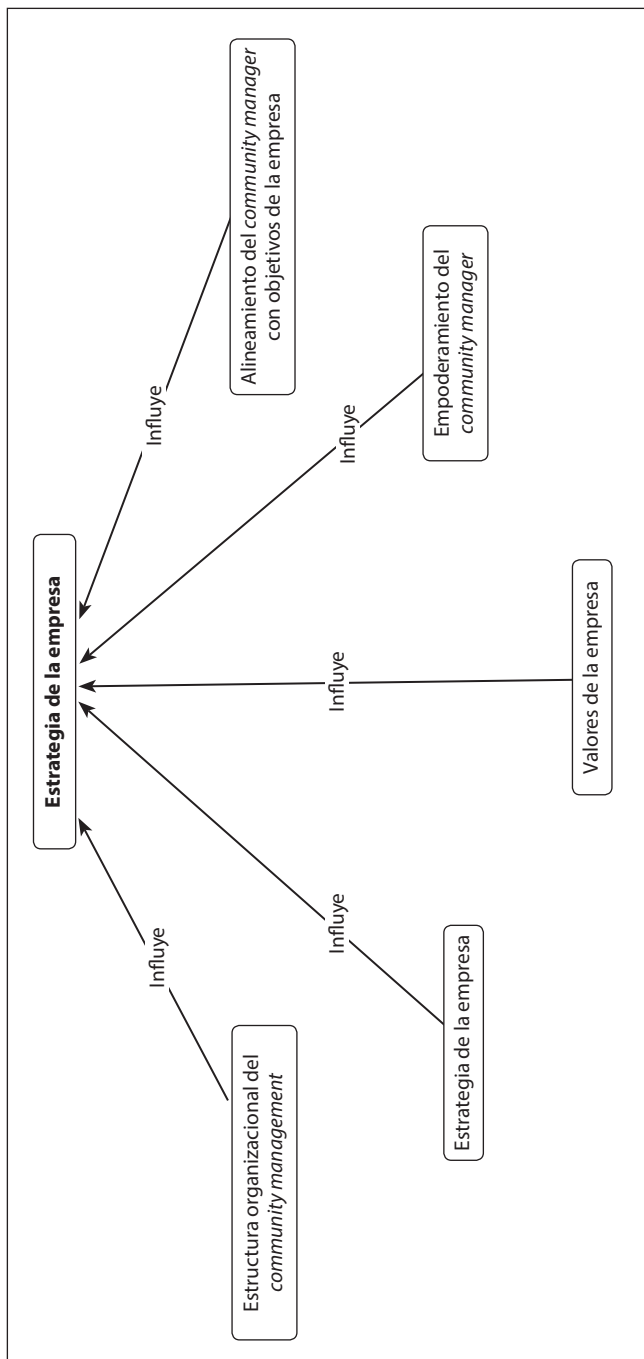 Estrategia de la empresa
Influye
Influye
Influye
Influye
Influye
Estructura organizacional del
community management
Alineamiento del community manager
con objetivos de la empresa
Estrategia de la empresa
Empoderamiento del
community manager
Valores de la empresa